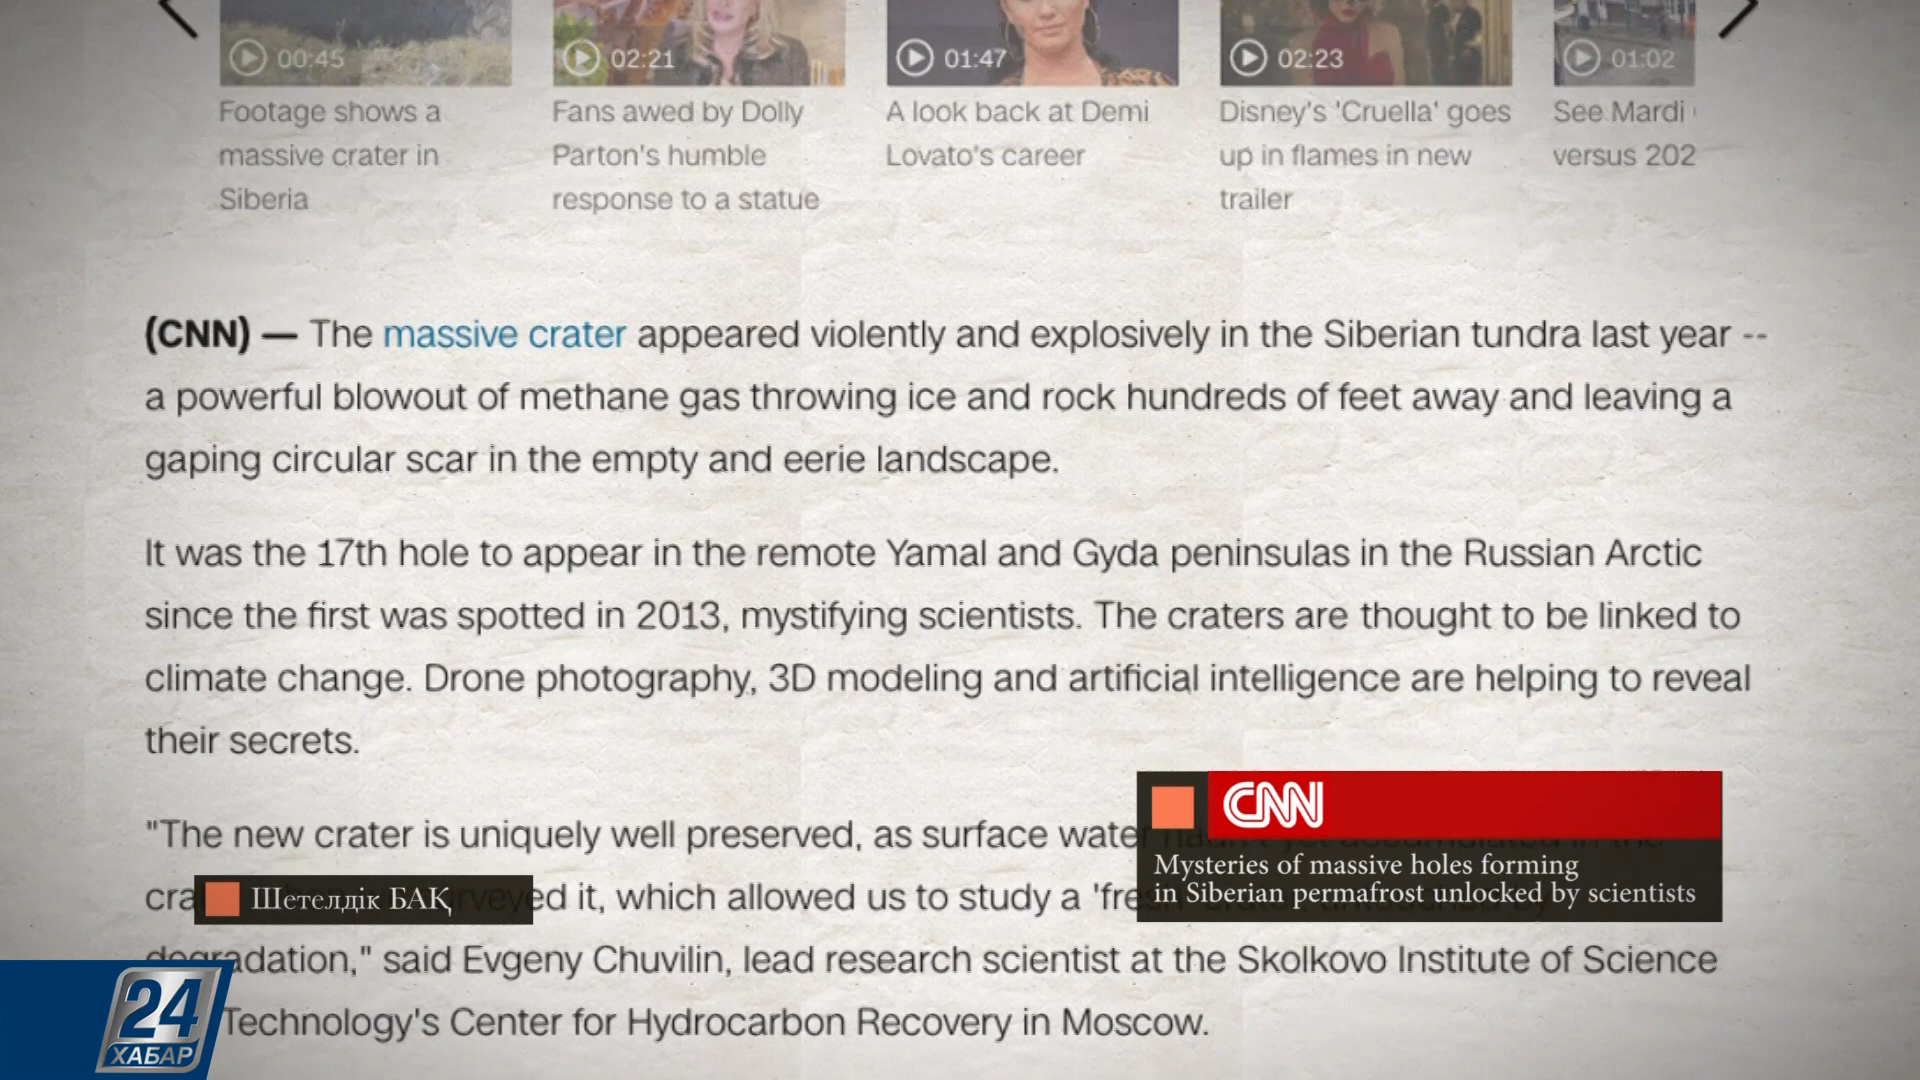 00:45
02:21
01:47
02:23
01:02
Footage shows a
massive crater in
Siberia
Fans awed by Dolly
Parton's humble
response to a statue
A look back at Demi
Lovato's career
Disney's 'Cruella' goes
up in flames in new
trailer
See Mardi
versus 202
(CNN) — The massive crater appeared violently and explosively in the Siberian tundra last year --
a powerful blowout of methane gas throwing ice and rock hundreds of feet away and leaving a
gaping circular scar in the empty and eerie landscape.
It was the 17th hole to appear in the remote Yamal and Gyda peninsulas in the Russian Arctic
since the first was spotted in 2013, mystifying scientists. The craters are thought to be linked to
climate change. Drone photography, 3D modeling and artificial intelligence are helping to reveal
their secrets.
"The new crater is uniquely well preserved, as surface water
ed it, which allowed us to study a
degradation," said Evgeny Chuvilin, lead research scientist at the Skolkovo Institute of Science
Technology's Center for Hydrocarbon Recovery in Moscow.
CNN
Mysteries of massive holes forming
in Siberian permafrost unlocked by scientists
Шетелдік БАҚ
24
ХАБАР